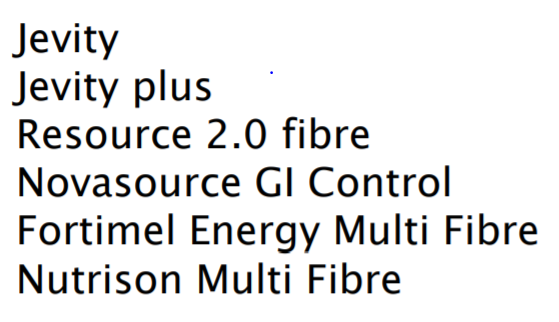 Jevity
Jevity plus
Resource 2.0 fibre
Novasource GI Control
Fortimel Energy Multi Fibre
Nutrison Multi Fibre